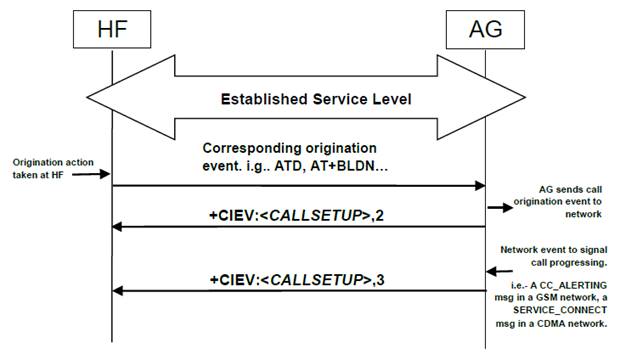 HF
AG
Established Service Level
Corresponding origination
event. i.g.. ATD, AT+BLDN...
Origination action
taken at HF
AG sends call
origination event to
network
+CIEV:<CALLSETUP>,2
Network event to signal
call progressing.
+CIEV:<CALLSETUP>,3
i.e.- A CC_ALERTING
msg in a GSM network, a
SERVICE_CONNECT
msg in a CDMA network.